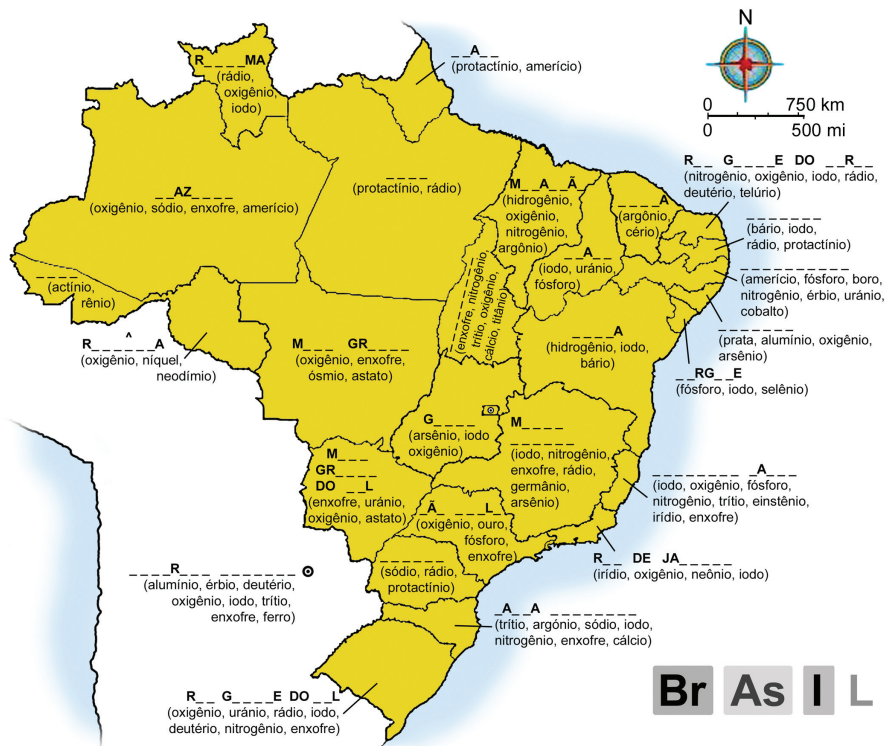 N
0 750 km
0 500 mi
R_ _ _ _MA
(rádio,
oxigênio,
iodo)
_ _A_ _
(protactínio, amerício)
_ _AZ_ _ _ _
(oxigênio, sódio, enxofre, amerício)
_ _ _ _
(protactínio, rádio)
M_ _A_ _Ã_
(hidrogênio,
oxigênio,
nitrogênio,
argônio)
_ _ _ _A
(argônio,
cério)
R_ _ G_ _ _ _E DO _ _R_ _
(nitrogênio, oxigênio, iodo, rádio,
deutério, telúrio)
_ _ _ _ _ _ _
(bário, iodo,
rádio, protactínio)
_ _ _ _ _ _ _ _ _ _
(amerício, fósforo, boro,
nitrogênio, érbio, urânio,
cobalto)
_ _ _ _ _ _ _
(prata, alumínio, oxigênio,
arsênio)
_ _RG_ _E
(fósforo, iodo, selênio)
_ _A_ _
(iodo, urânio,
fósforo)
_ _ _ _ _ _ _ _ _
(enxofre, nitrogênio,
trítio, oxigênio,
cálcio, titânio)
_ _ _ _
(actínio,
rênio)
R_ _ _^_ _ _A
(oxigênio, níquel,
neodímio)
M_ _ _ GR_ _ _ _
(oxigênio, enxofre,
ósmio, astato)
_ _ _ _A
(hidrogênio, iodo,
bário)
G_ _ _ _
(arsênio, iodo
oxigênio)
M_ _ _ _
_ _ _ _ _ _
(iodo, nitrogênio,
enxofre, rádio,
germânio,
arsênio)
M_ _ _
GR_ _ _ _
DO _ _L
(enxofre, urânio,
oxigênio, astato)
_ _ _ _ _ _ _ _ A_ _ _ _
(iodo, oxigênio, fósforo,
nitrogênio, trítio, einstênio,
irídio, enxofre)
_Ã_ _ _ _ _L_
(oxigênio, ouro,
fósforo,
enxofre)
R_ _ DE JA_ _ _ _ _
(irídio, oxigênio, neônio, iodo)
_ _ _ _R_ _ _ _ _ _ _ _ _ _ _
(alumínio, érbio, deutério,
oxigênio, iodo, trítio,
enxofre, ferro)
_ _ _ _ _ _
(sódio, rádio,
protactínio)
_A_ _A _ _ _ _ _ _ _ _
(trítio, argónio, sódio, iodo,
nitrogênio, enxofre, cálcio)
R_ _ G_ _ _ _E DO _ _L
(oxigênio, urânio, rádio, iodo,
deutério, nitrogênio, enxofre)
Br As I L